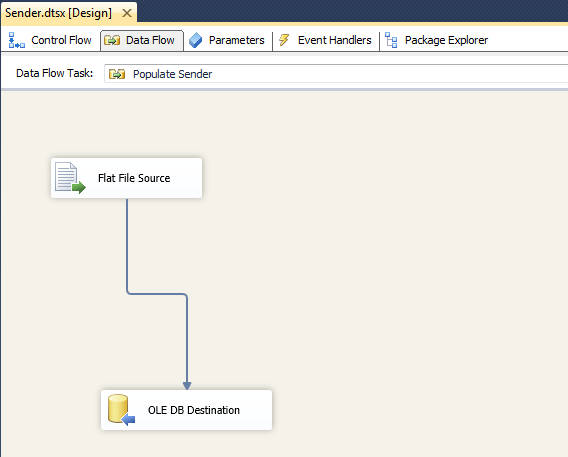 Sender.dtsx [Design]
Control Flow Data Flow Parameters Event Handlers Package Explorer
Data Flow Task: Populate Sender
Flat File Source
OLE DB Destination